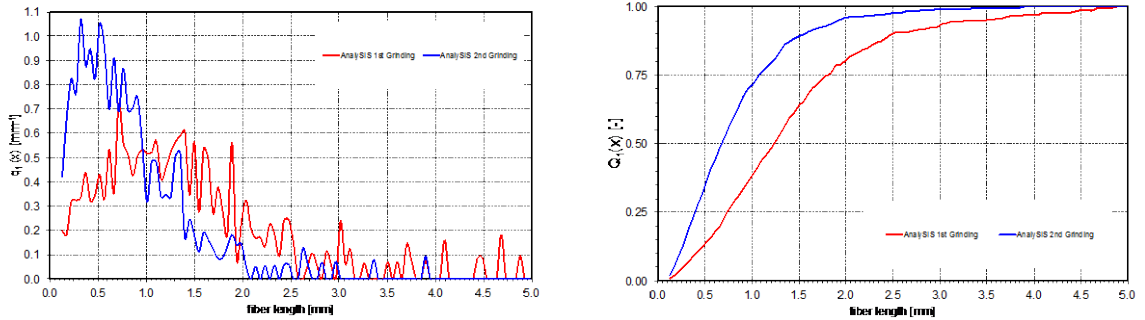 1.1
1.0
0.9
0.8
0.7
0.6
0.5
0.4
0.3
0.2
0.1
0.0
q₁(x) [mm⁻¹]
AnalySIS 1st Grinding AnalySIS 2nd Grinding
0.0 0.5 1.0 1.5 2.0 2.5 3.0 3.5 4.0 4.5 5.0
fiber length [mm]
1.00
0.75
0.50
0.25
0.00
Q₁(x) [-]
AnalySIS 1st Grinding AnalySIS 2nd Grinding
0.0 0.5 1.0 1.5 2.0 2.5 3.0 3.5 4.0 4.5 5.0
fiber length [mm]